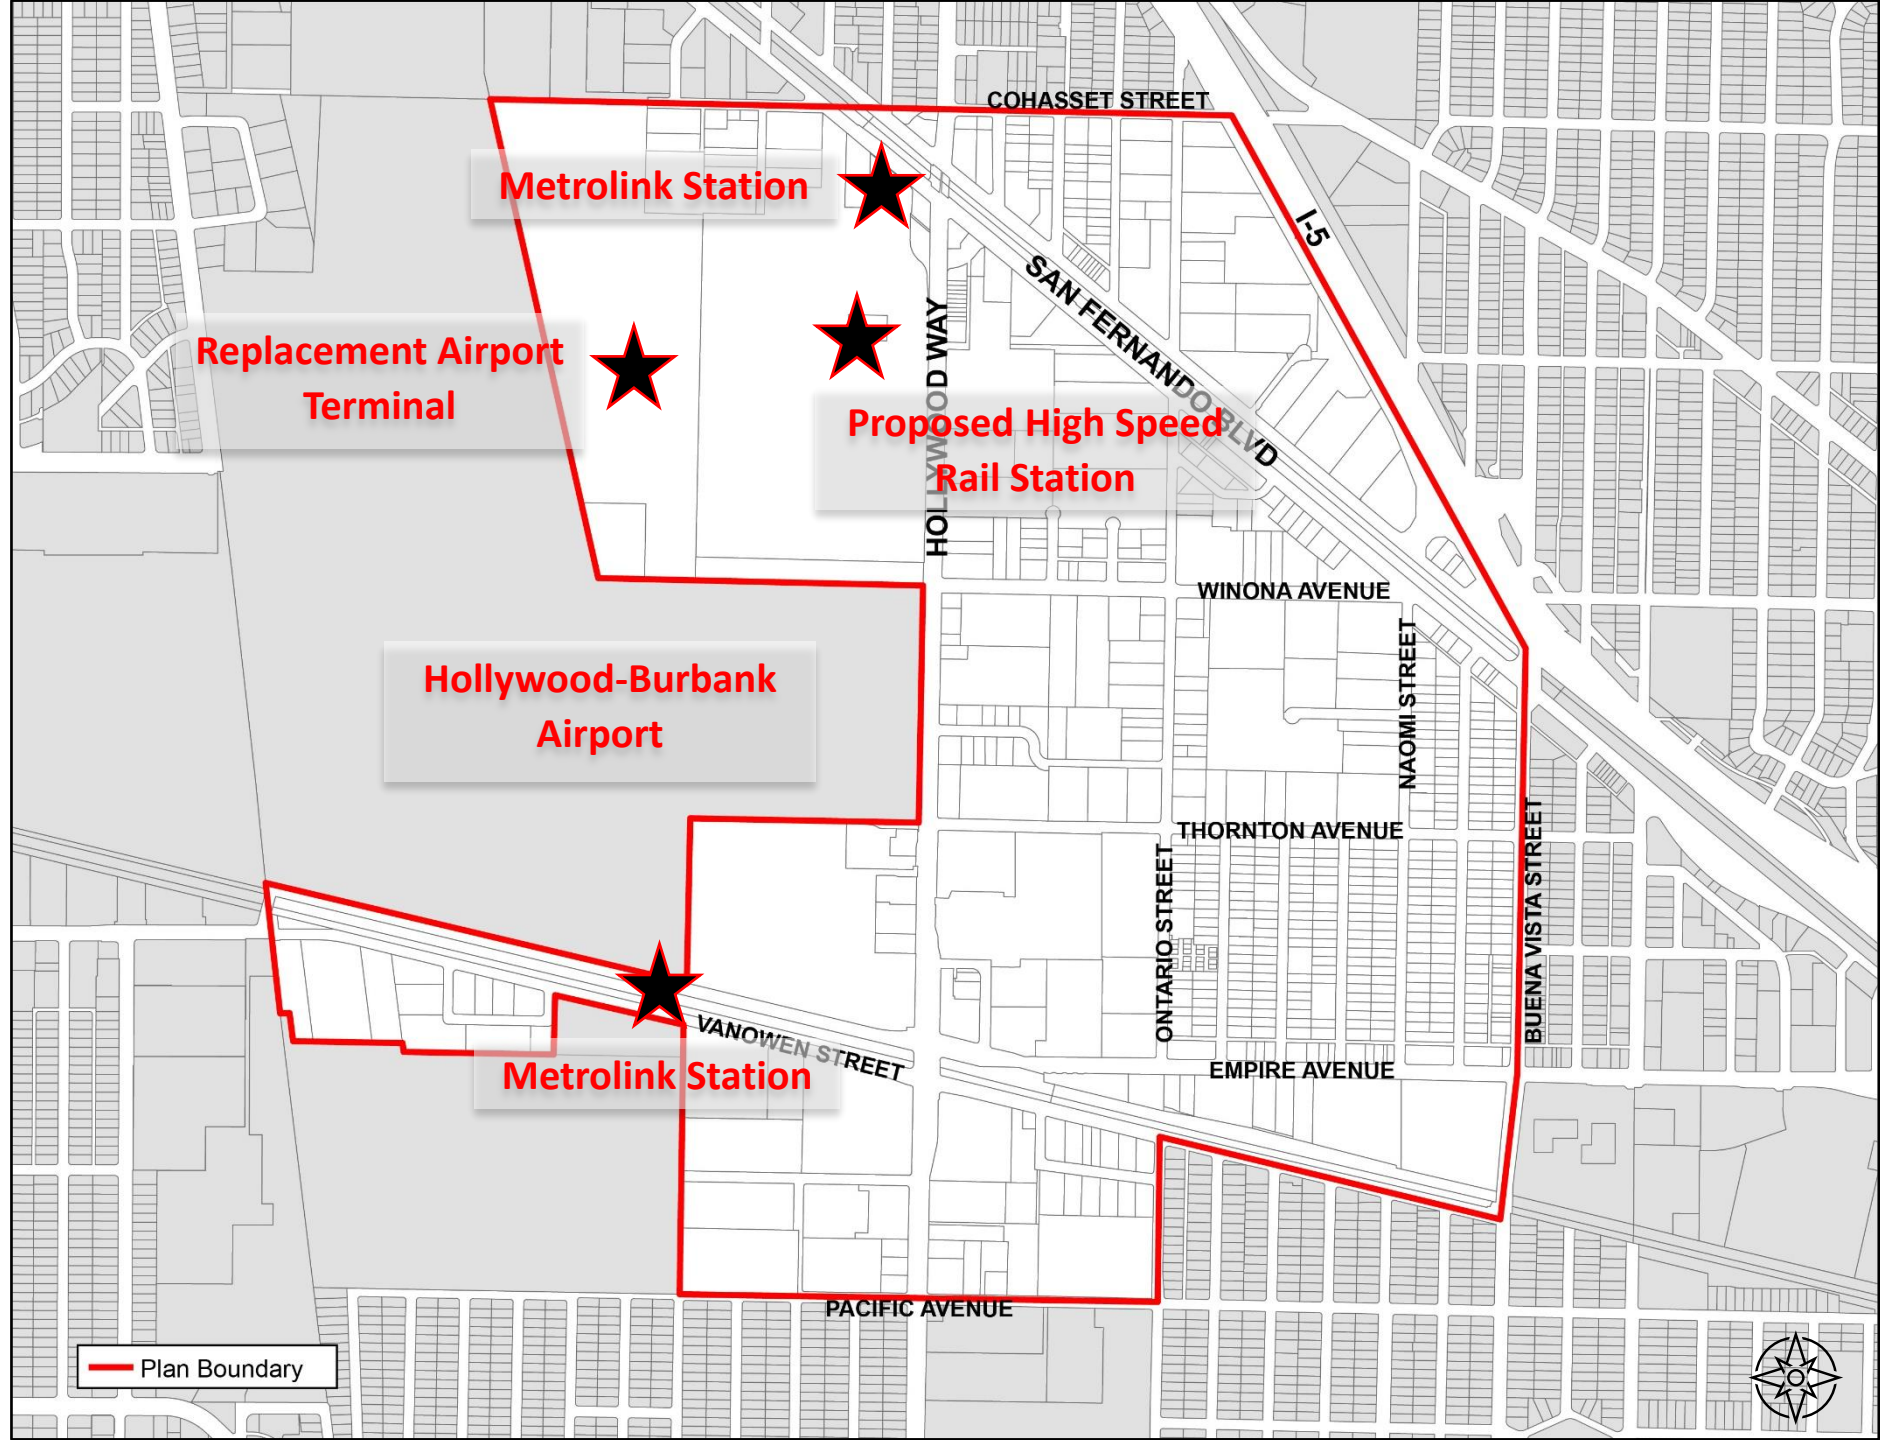 COHASSET STREET
Metrolink Station
I-5
SAN FERNANDO BLVD
HOLLYWOOD WAY
Replacement Airport
Terminal
Proposed High Speed
Rail Station
WINONA AVENUE
NAOMI STREET
Hollywood-Burbank
Airport
THORNTON AVENUE
ONTARIO STREET
BUENA VISTA STREET
VANOWEN STREET
Metrolink Station
EMPIRE AVENUE
PACIFIC AVENUE
Plan Boundary